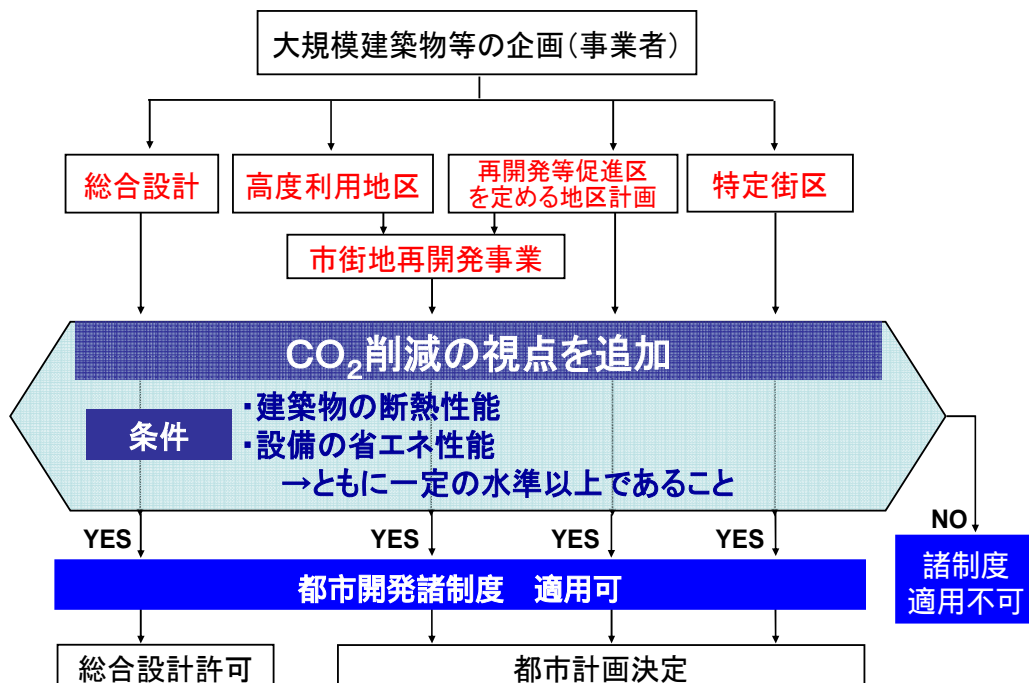 大規模建築物等の企画(事業者)
総合設計
高度利用地区
再開発等促進区
を定める地区計画
特定街区
市街地再開発事業
CO₂削減の視点を追加
条件
・建築物の断熱性能
・設備の省エネ性能
→ともに一定の水準以上であること
YES
YES
YES
YES
NO
都市開発諸制度　適用可
諸制度
適用不可
総合設計許可
都市計画決定